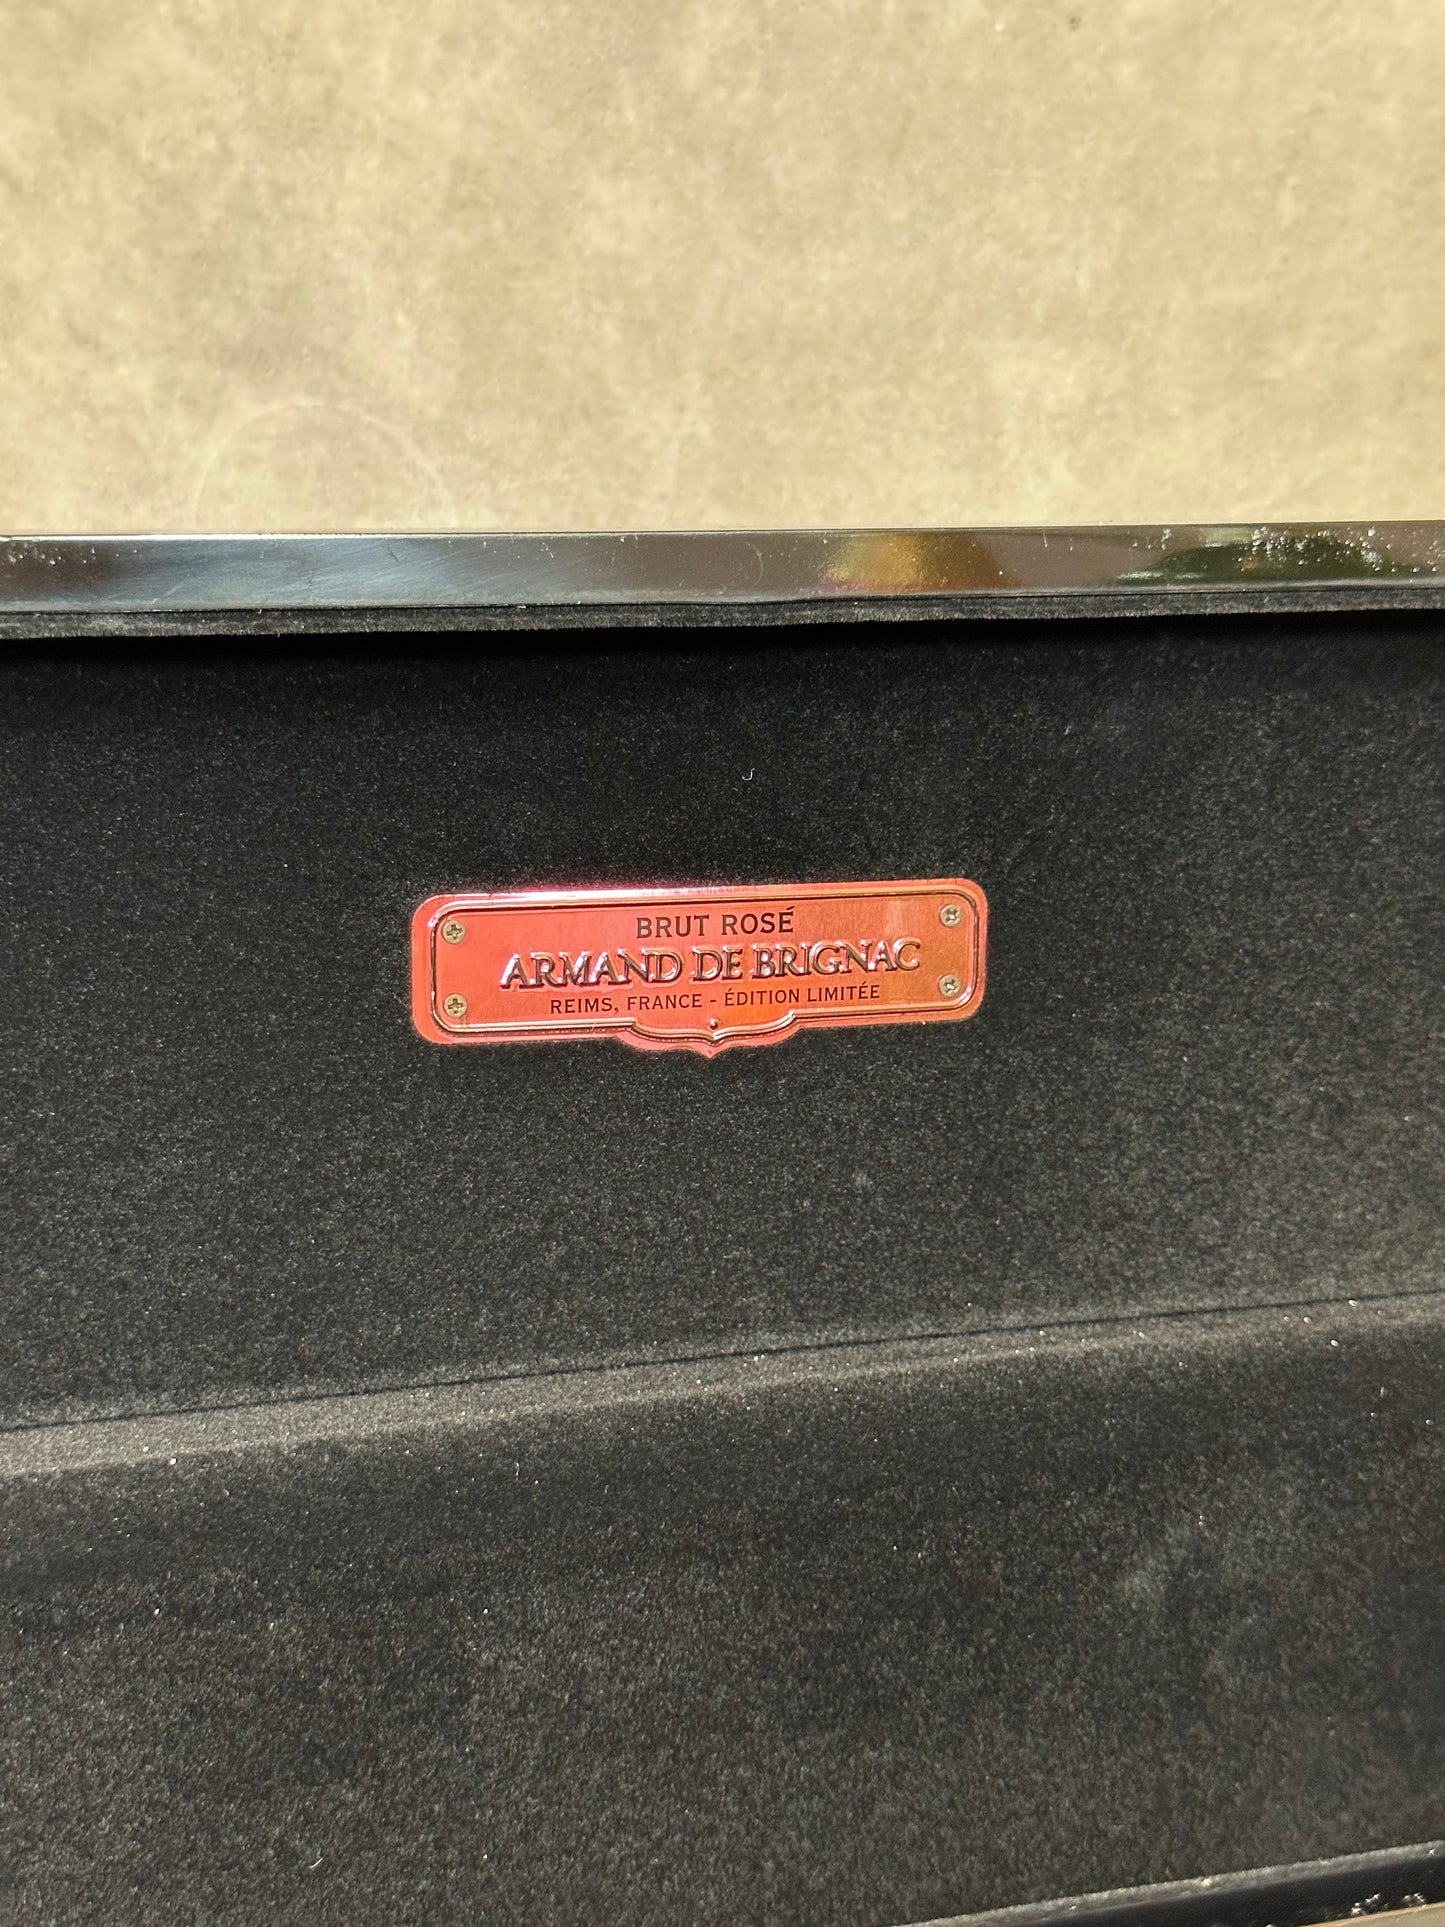 BRUT ROSÉ
ARMAND DE BRIGNAC
REIMS, FRANCE - ÉDITION LIMITÉE